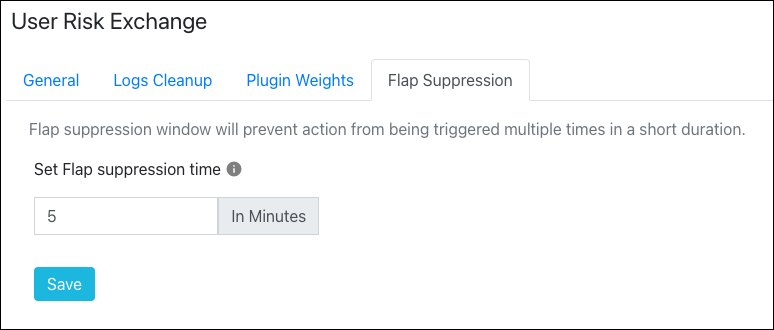 User Risk Exchange
General Logs Cleanup Plugin Weights Flap Suppression
Flap suppression window will prevent action from being triggered multiple times in a short duration.
Set Flap suppression time
5 In Minutes
Save